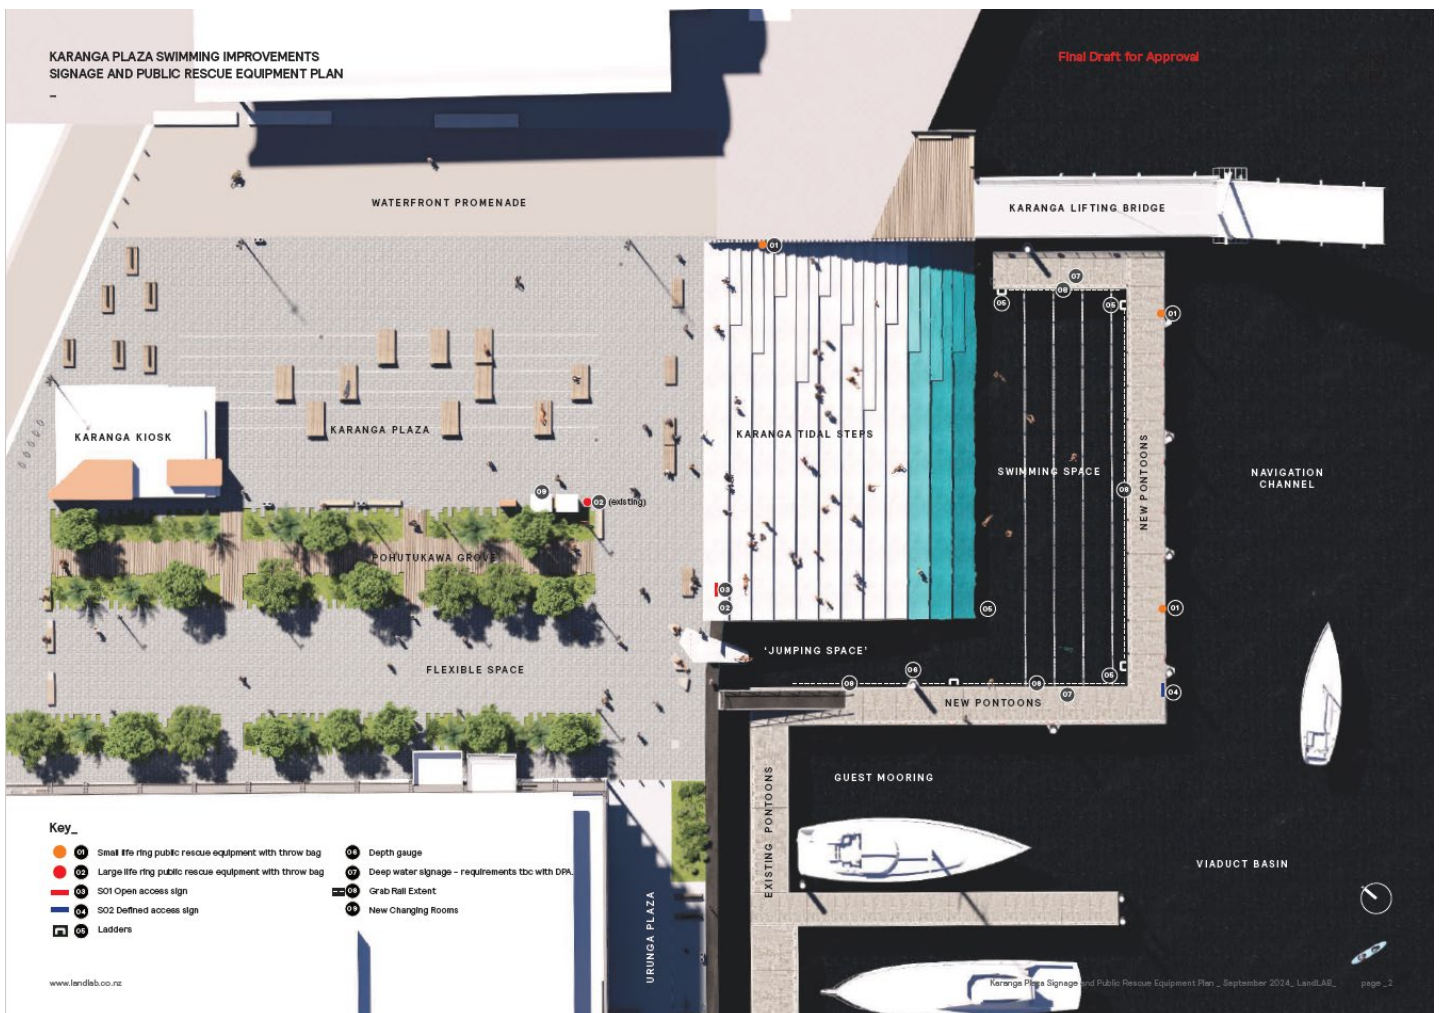 KARANGA PLAZA SWIMMING IMPROVEMENTS
SIGNAGE AND PUBLIC RESCUE EQUIPMENT PLAN
–
Final Draft for Approval
WATERFRONT PROMENADE
KARANGA LIFTING BRIDGE
01
07
08
05
05
01
KARANGA KIOSK
KARANGA PLAZA
KARANGA TIDAL STEPS
SWIMMING SPACE
NEW PONTOONS
NAVIGATION
CHANNEL
09
02 (existing)
08
POHUTUKAWA GROVE
03
02
05
01
'JUMPING SPACE'
FLEXIBLE SPACE
06
05
09
08
07
04
NEW PONTOONS
EXISTING PONTOONS
GUEST MOORING
VIADUCT BASIN
URUNGA PLAZA
Key_
01 Small life ring public rescue equipment with throw bag
02 Large life ring public rescue equipment with throw bag
03 S01 Open access sign
04 S02 Defined access sign
05 Ladders
06 Depth gauge
07 Deep water signage – requirements tbc with DPA.
08 Grab Rail Extent
09 New Changing Rooms
www.landlab.co.nz
Karanga Plaza Signage and Public Rescue Equipment Plan _ September 2024_ LandLAB_ page _2